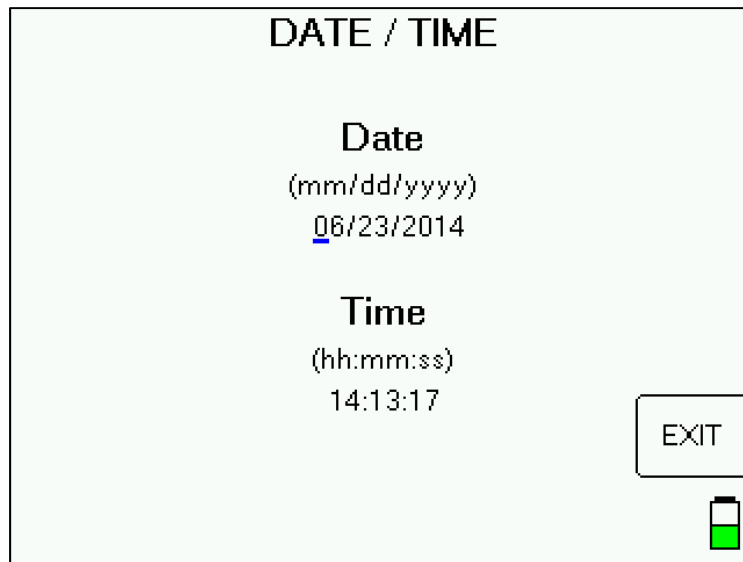 DATE / TIME
Date
(mm/dd/yyyy)
06/23/2014
Time
(hh:mm:ss)
14:13:17
EXIT